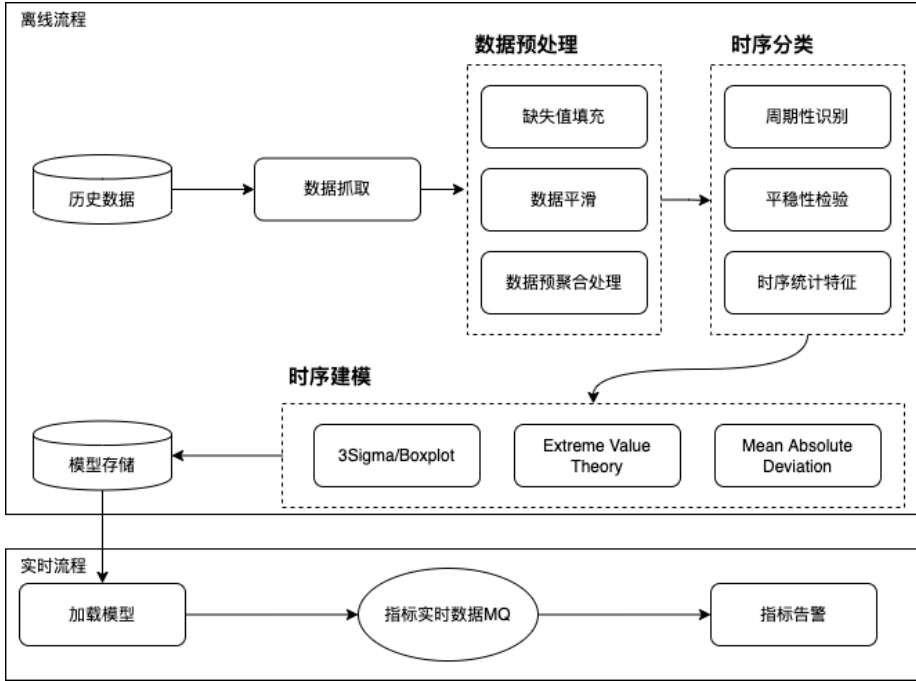 离线流程
数据预处理
时序分类
缺失值填充
周期性识别
历史数据
数据抓取
数据平滑
平稳性检验
数据预聚合处理
时序统计特征
时序建模
模型存储
3Sigma/Boxplot
Extreme Value
Theory
Mean Absolute
Deviation
实时流程
加载模型
指标实时数据MQ
指标告警